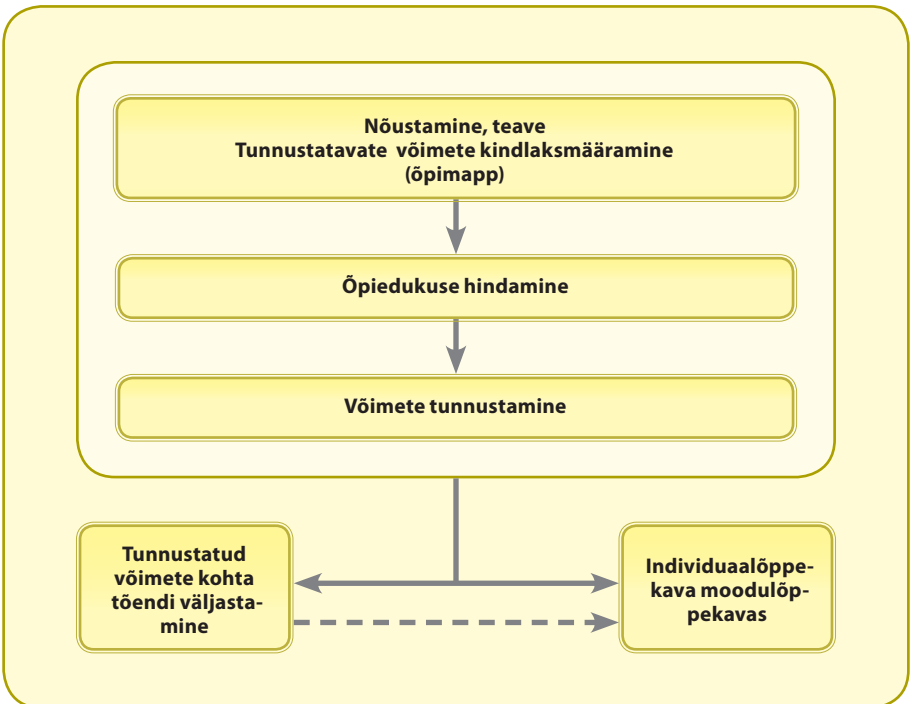 Nõustamine, teave
Tunnustatavate võimete kindlaksmääramine
(õpimapp)
Õpiedukuse hindamine
Võimete tunnustamine
Tunnustatud
võimete kohta
tõendi väljasta-
mine
Individuaalõppe-
kava moodulõp-
pekavas